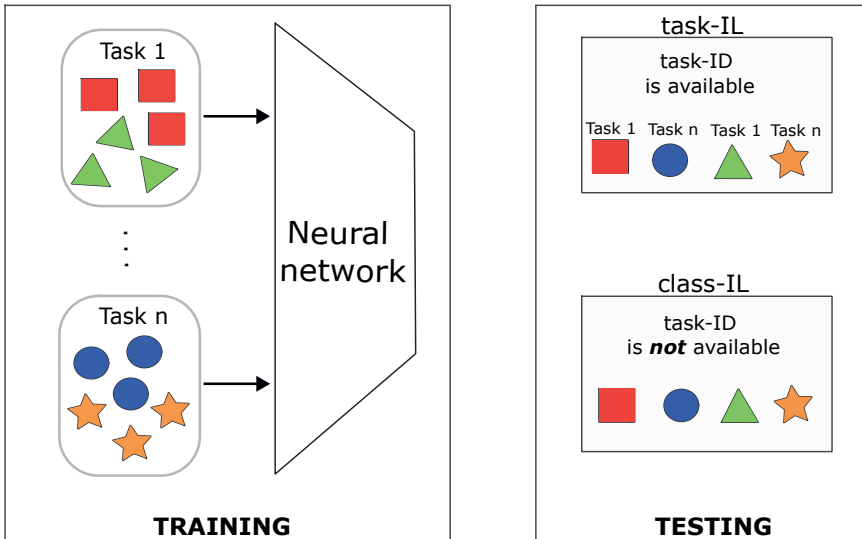 Task 1
.
.
.
Task n
Neural
network
TRAINING
task-IL
task-ID
is available
Task 1 Task n Task 1 Task n
class-IL
task-ID
is not available
TESTING